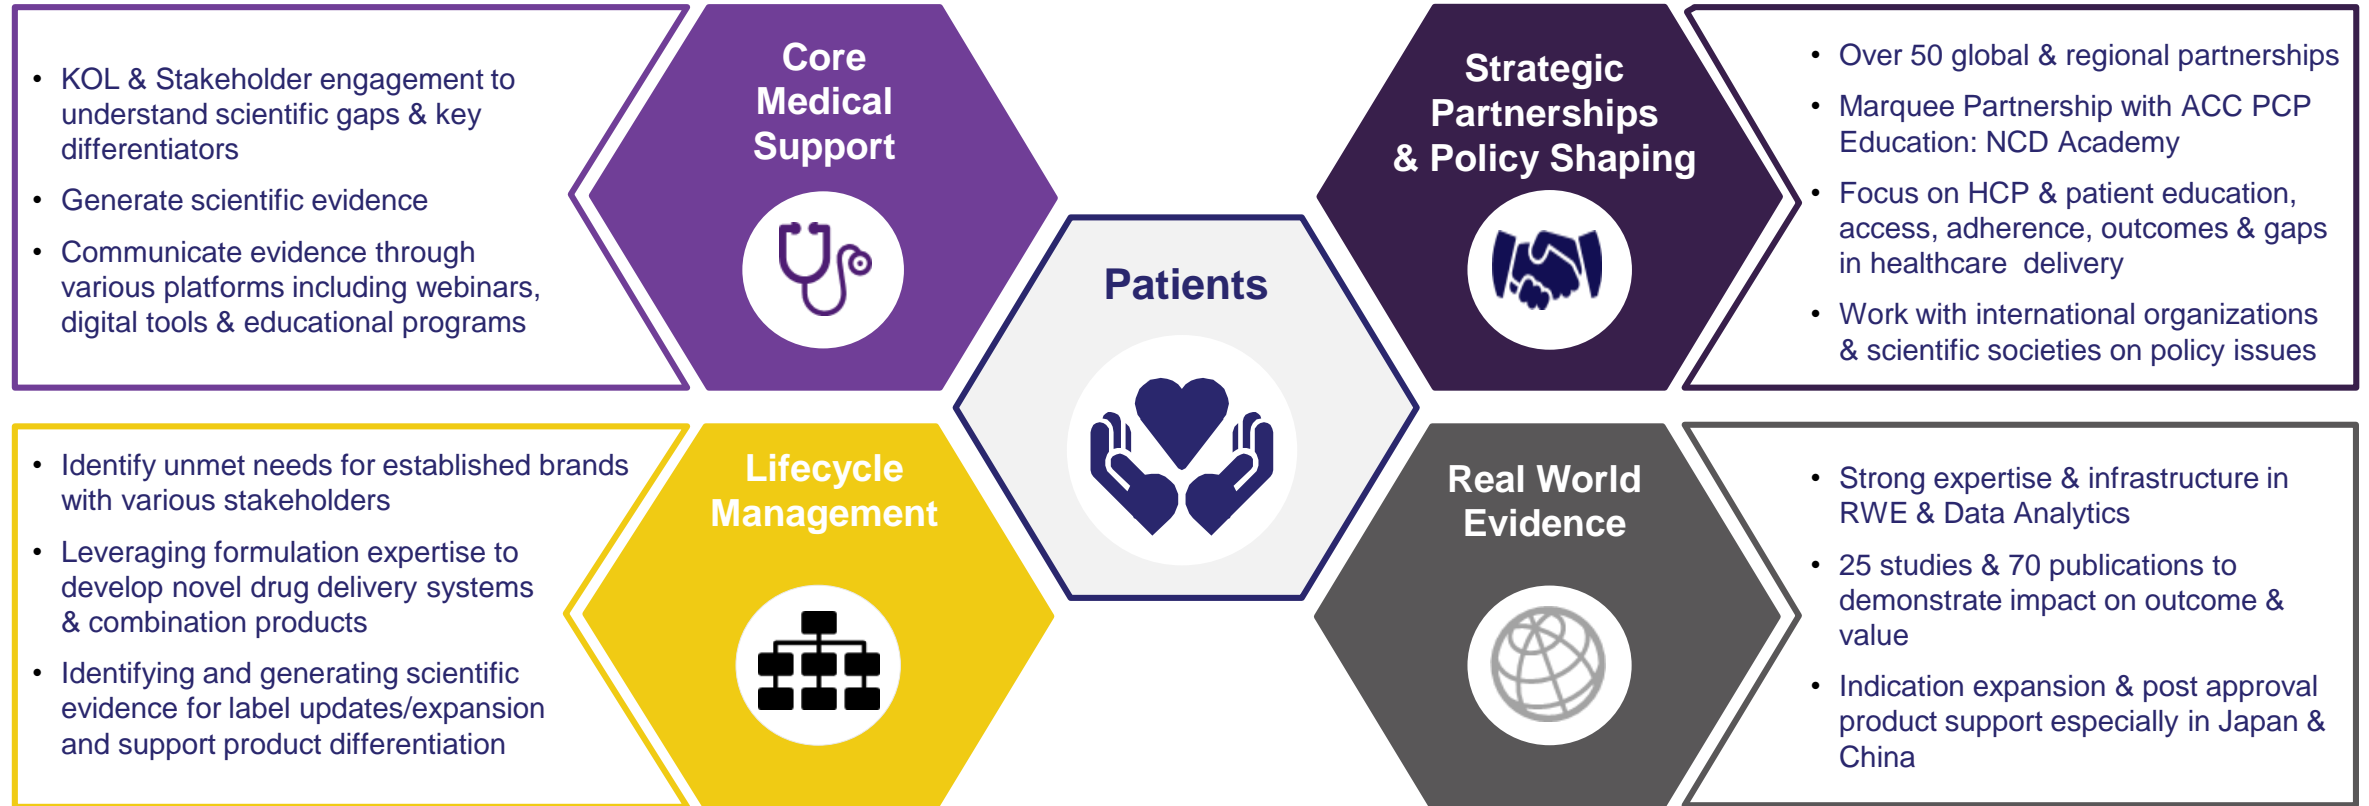 • KOL & Stakeholder engagement to
understand scientific gaps & key
differentiators
• Generate scientific evidence
• Communicate evidence through
various platforms including webinars,
digital tools & educational programs
Core
Medical
Support
Patients
Strategic
Partnerships
& Policy Shaping
• Over 50 global & regional partnerships
• Marquee Partnership with ACC PCP
Education: NCD Academy
• Focus on HCP & patient education,
access, adherence, outcomes & gaps
in healthcare delivery
• Work with international organizations
& scientific societies on policy issues
• Identify unmet needs for established brands
with various stakeholders
• Leveraging formulation expertise to
develop novel drug delivery systems
& combination products
• Identifying and generating scientific
evidence for label updates/expansion
and support product differentiation
Lifecycle
Management
Real World
Evidence
• Strong expertise & infrastructure in
RWE & Data Analytics
• 25 studies & 70 publications to
demonstrate impact on outcome &
value
• Indication expansion & post approval
product support especially in Japan &
China